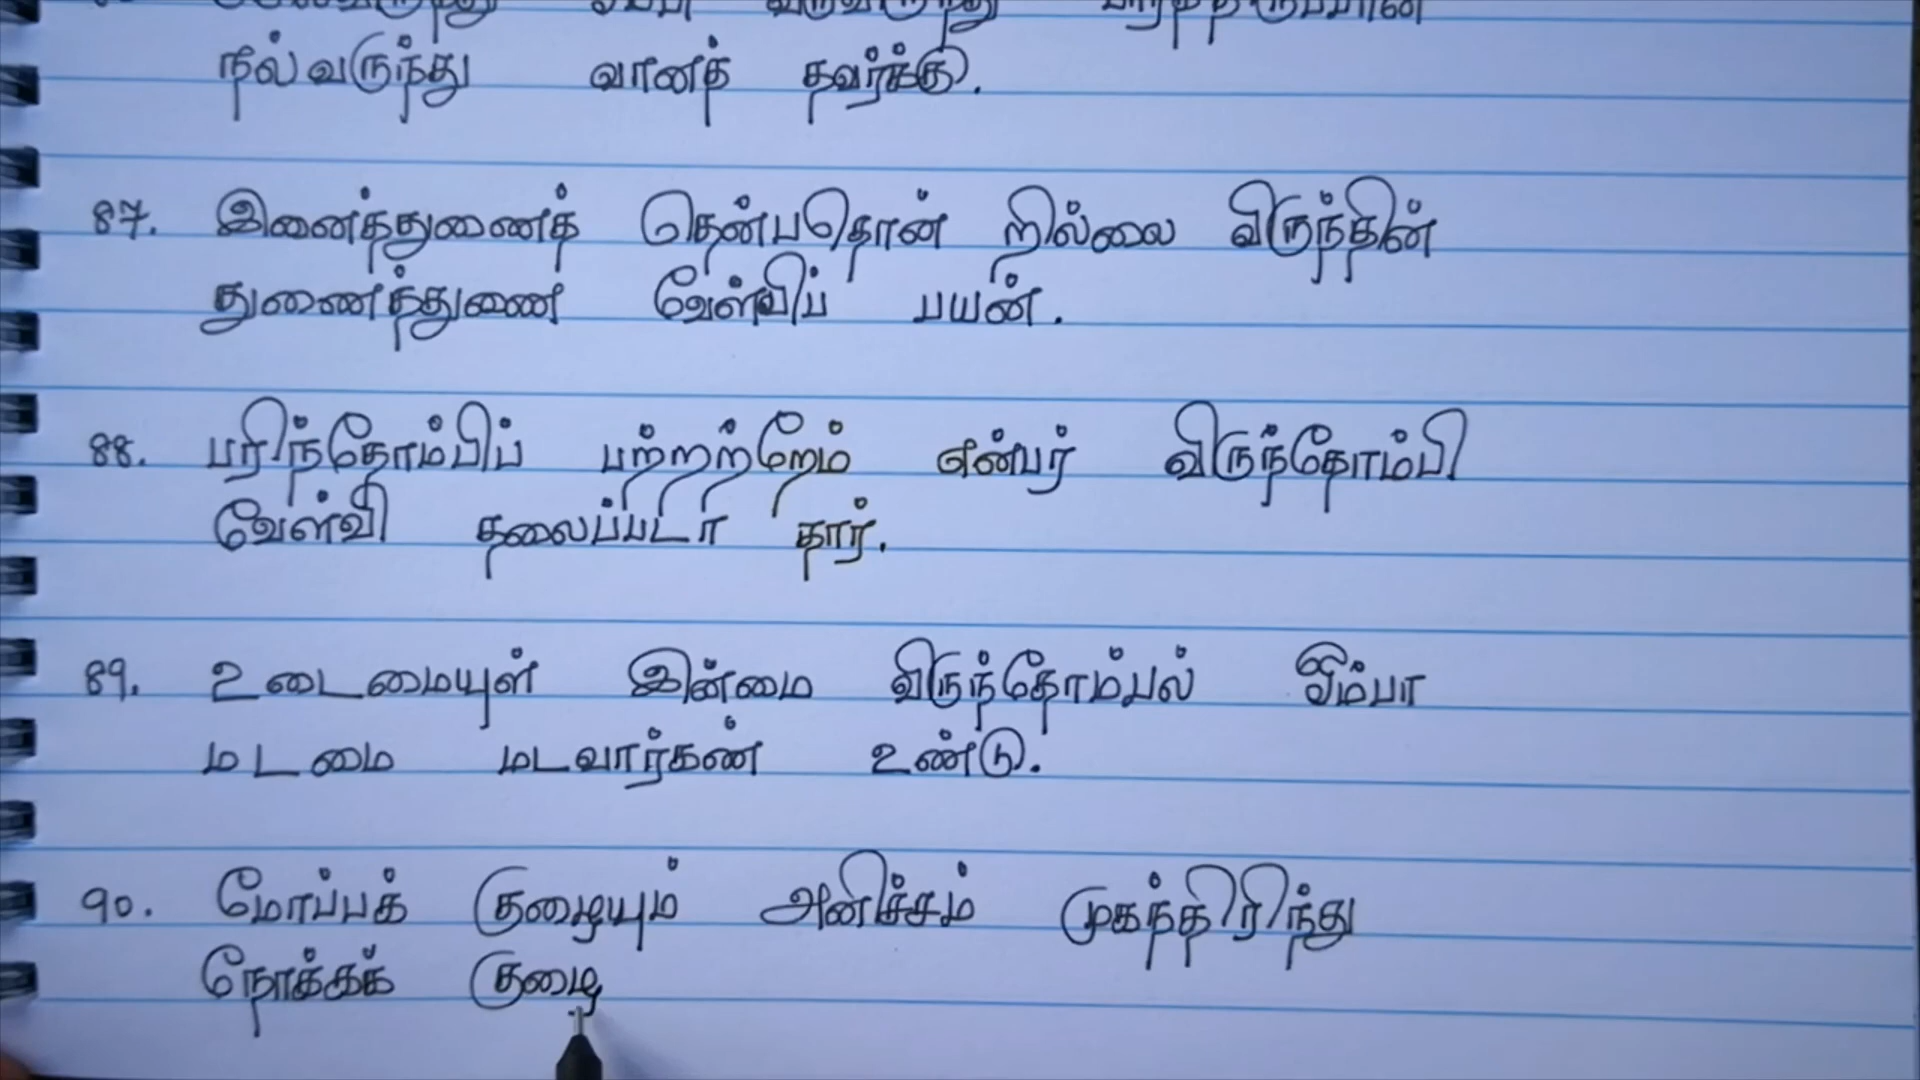 நல்வருந்து வானத் தவர்க்கு.
87. இனைத்துணைத் தென்பதொன் றில்லை விருந்தின்
துணைத்துணை வேள்விப் பயன்.
88. பரிந்தோம்பிப் பற்றற்றேம் என்பர் விருந்தோம்பி
வேள்வி தலைப்படா தார்.
89. உடைமையுள் இன்மை விருந்தோம்பல் ஓம்பா
மடமை மடவார்கண் உண்டு.
90. மோப்பக் குழையும் அனிச்சம் முகந்திரிந்து
நோக்கக் குழை